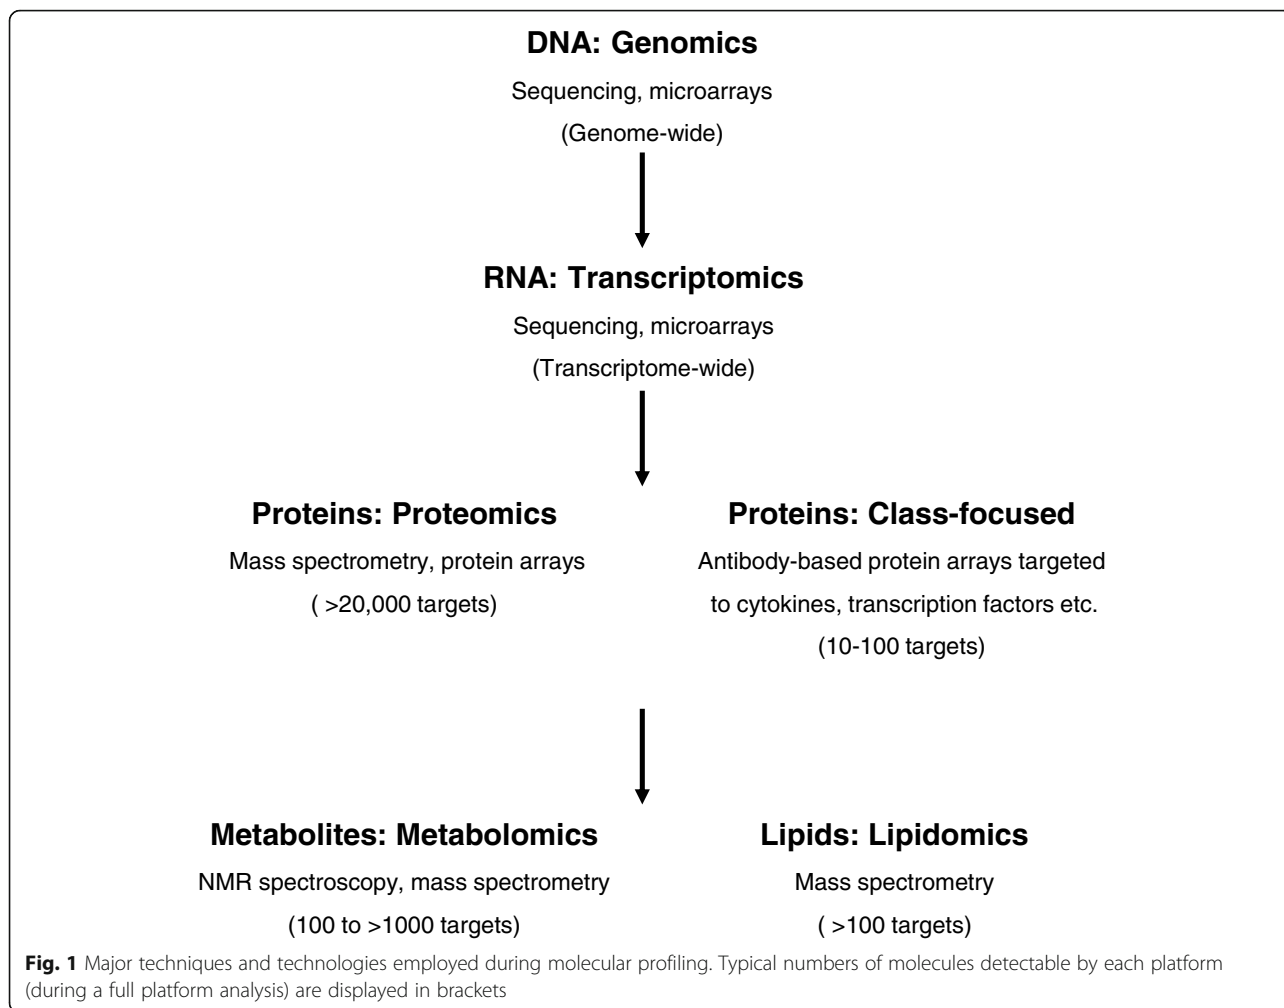 DNA: Genomics
Sequencing, microarrays
(Genome-wide)
RNA: Transcriptomics
Sequencing, microarrays
(Transcriptome-wide)
Proteins: Proteomics
Mass spectrometry, protein arrays
( >20,000 targets)
Proteins: Class-focused
Antibody-based protein arrays targeted
to cytokines, transcription factors etc.
(10-100 targets)
Metabolites: Metabolomics
NMR spectroscopy, mass spectrometry
(100 to >1000 targets)
Lipids: Lipidomics
Mass spectrometry
( >100 targets)
Fig. 1 Major techniques and technologies employed during molecular profiling. Typical numbers of molecules detectable by each platform
(during a full platform analysis) are displayed in brackets